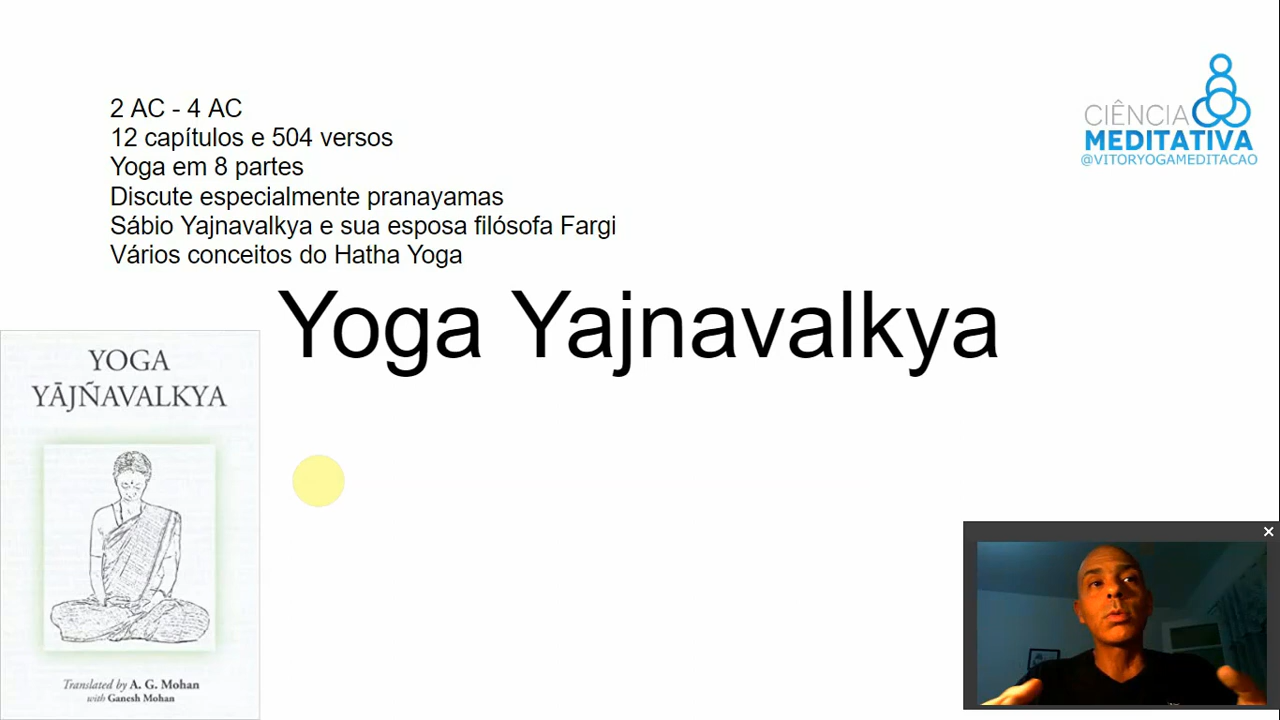 2 AC - 4 AC
12 capítulos e 504 versos
Yoga em 8 partes
Discute especialmente pranayamas
Sábio Yajnavalkya e sua esposa filósofa Fargi
Vários conceitos do Hatha Yoga
Yoga Yajnavalkya
CIÊNCIA
MEDITATIVA
@VITORYOGAMEDITACAO
YOGA
YĀJÑAVALKYA
Translated by A. G. Mohan
with Ganesh Mohan